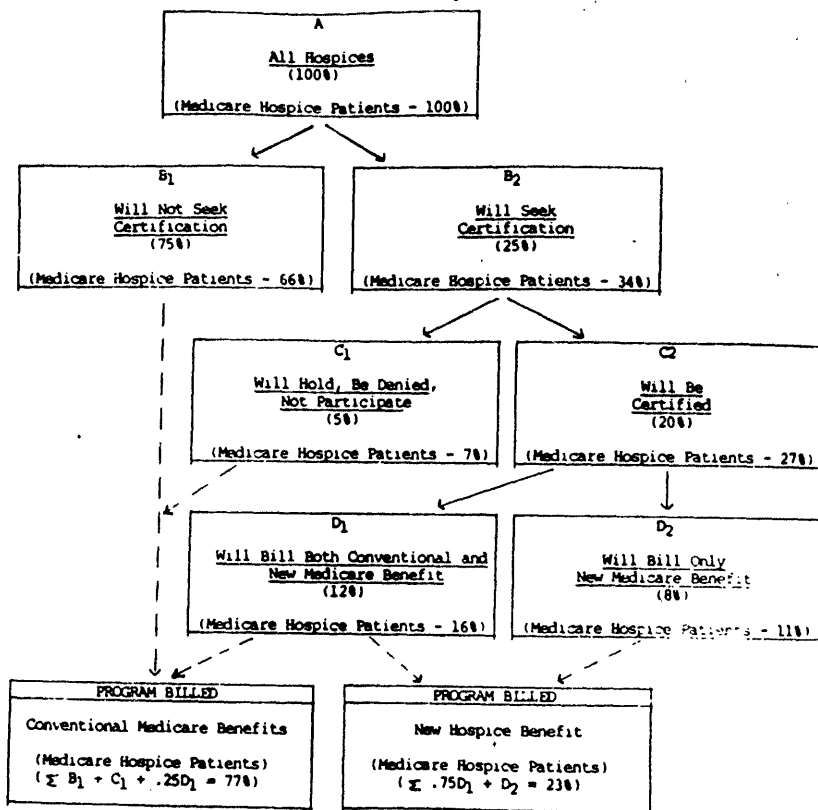 A
All Hospices
(100%)
(Medicare Hospice Patients - 100%)
B1
Will Not Seek
Certification
(75%)
(Medicare Hospice Patients - 66%)
B2
Will Seek
Certification
(25%)
(Medicare Hospice Patients - 34%)
C1
Will Hold, Be Denied,
Not Participate
(5%)
(Medicare Hospice Patients - 7%)
C2
Will Be
Certified
(20%)
(Medicare Hospice Patients - 27%)
D1
Will Bill Both Conventional and
New Medicare Benefit
(12%)
(Medicare Hospice Patients - 16%)
D2
Will Bill Only
New Medicare Benefit
(8%)
(Medicare Hospice Patients - 11%)
PROGRAM BILLED
Conventional Medicare Benefits
(Medicare Hospice Patients)
( Σ B1 + C1 + .25D1 = 77%)
PROGRAM BILLED
New Hospice Benefit
(Medicare Hospice Patients)
( Σ .75D1 + D2 = 23%)